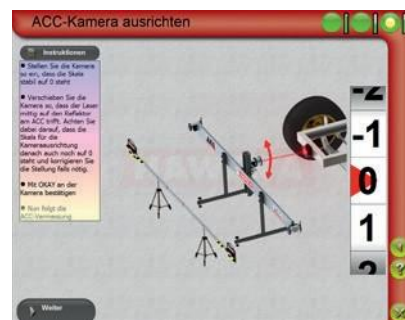 ACC-Kamera ausrichten
Instruktionen
■ Stellen Sie die Kamera
so ein, dass die Skala
stabil auf 0 steht
■ Verschieben Sie die
Kamera so, dass der Laser
mittig auf den Reflektor
am ACC trifft. Achten Sie
dabei darauf, dass die
Skala für die
Kameraausrichtung
danach auch noch auf 0
steht und korrigieren Sie
die Stellung falls nötig.
■ Mit OKAY an der
Kamera bestätigen
■ Nun folgt die
ACC-Vermessung
-2
-1
0
1
2
?
Weiter